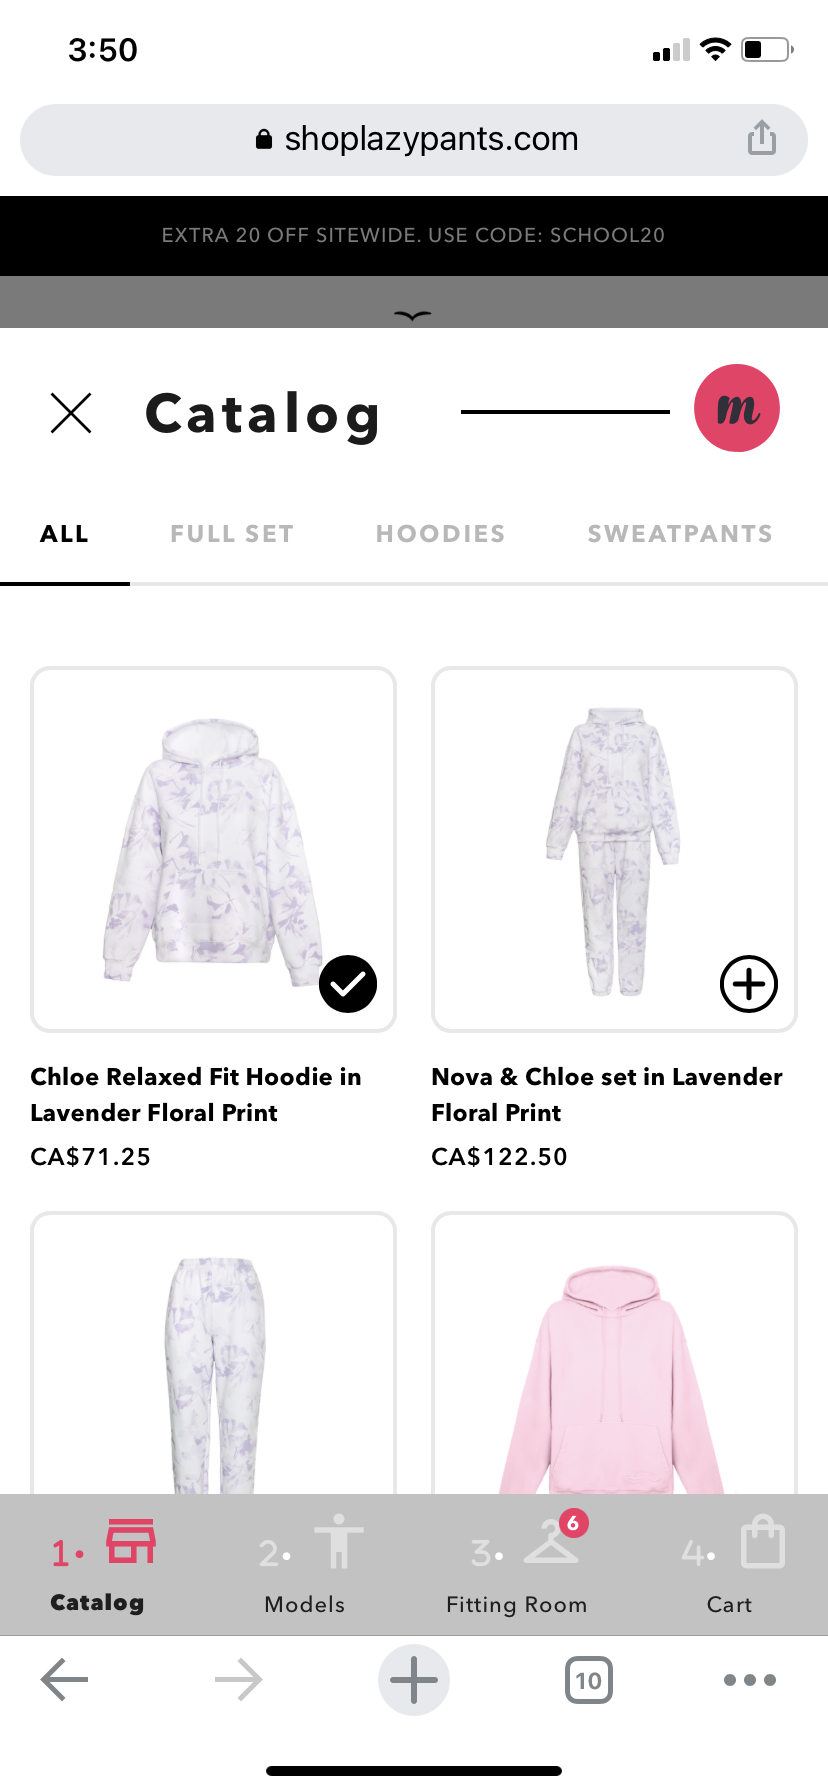 3:50
shoplazypants.com
EXTRA 20 OFF SITEWIDE. USE CODE: SCHOOL20
Catalog
m
ALL FULL SET HOODIES SWEATPANTS
Chloe Relaxed Fit Hoodie in
Lavender Floral Print
CA$71.25
Nova & Chloe set in Lavender
Floral Print
CA$122.50
1• 2• 3• 6 4•
Catalog Models Fitting Room Cart
10